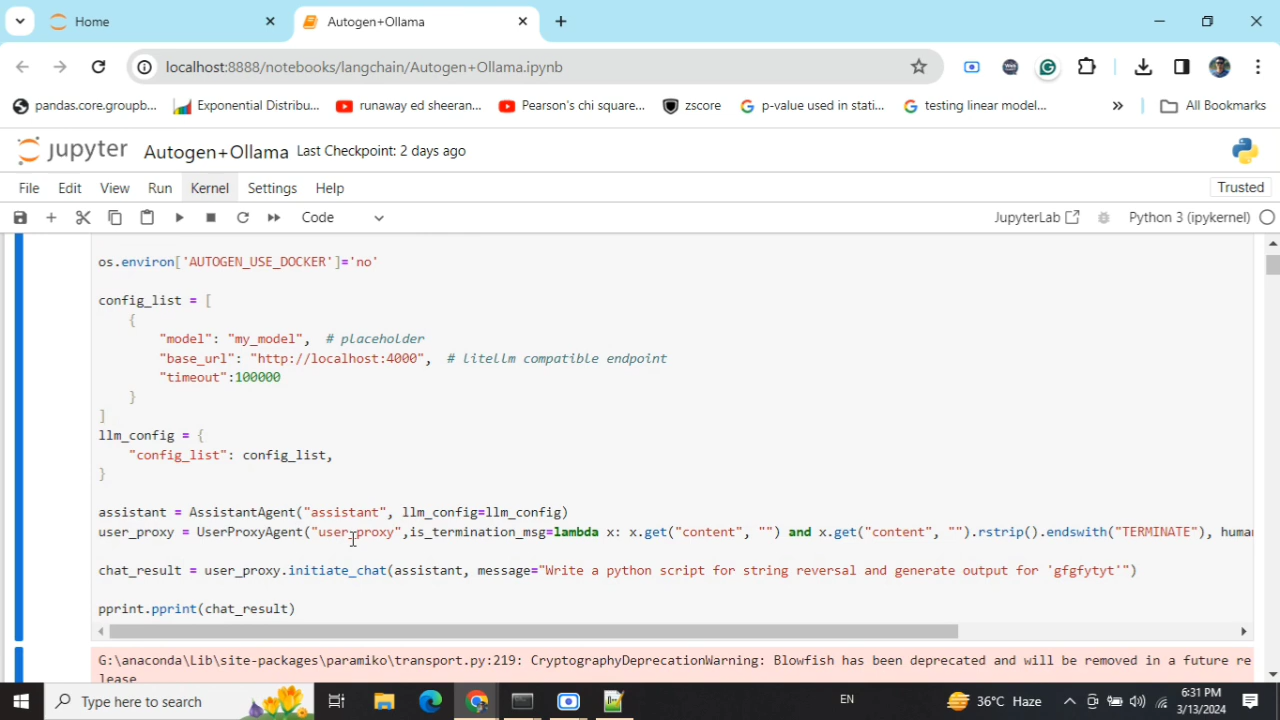 Home
Autogen+Ollama
localhost:8888/notebooks/langchain/Autogen+Ollama.ipynb
pandas.core.groupb... Exponential Distribu... runaway ed sheeran... Pearson's chi square... zscore p-value used in stati... testing linear model... » All Bookmarks
jupyter Autogen+Ollama Last Checkpoint: 2 days ago
File Edit View Run Kernel Settings Help Trusted
Code JupyterLab Python 3 (ipykernel)
os.environ['AUTOGEN_USE_DOCKER']='no'
config_list = [
{
"model": "my_model", # placeholder
"base_url": "http://localhost:4000", # litellm compatible endpoint
"timeout":100000
}
]
llm_config = {
"config_list": config_list,
}
assistant = AssistantAgent("assistant", llm_config=llm_config)
user_proxy = UserProxyAgent("user_proxy",is_termination_msg=lambda x: x.get("content", "") and x.get("content", "").rstrip().endswith("TERMINATE"), huma
chat_result = user_proxy.initiate_chat(assistant, message="Write a python script for string reversal and generate output for 'gfgfytyt'")
pprint.pprint(chat_result)
G:\anaconda\Lib\site-packages\paramiko\transport.py:219: CryptographyDeprecationWarning: Blowfish has been deprecated and will be removed in a future re
lease
Type here to search
EN
36°C Haze
6:31 PM
3/13/2024